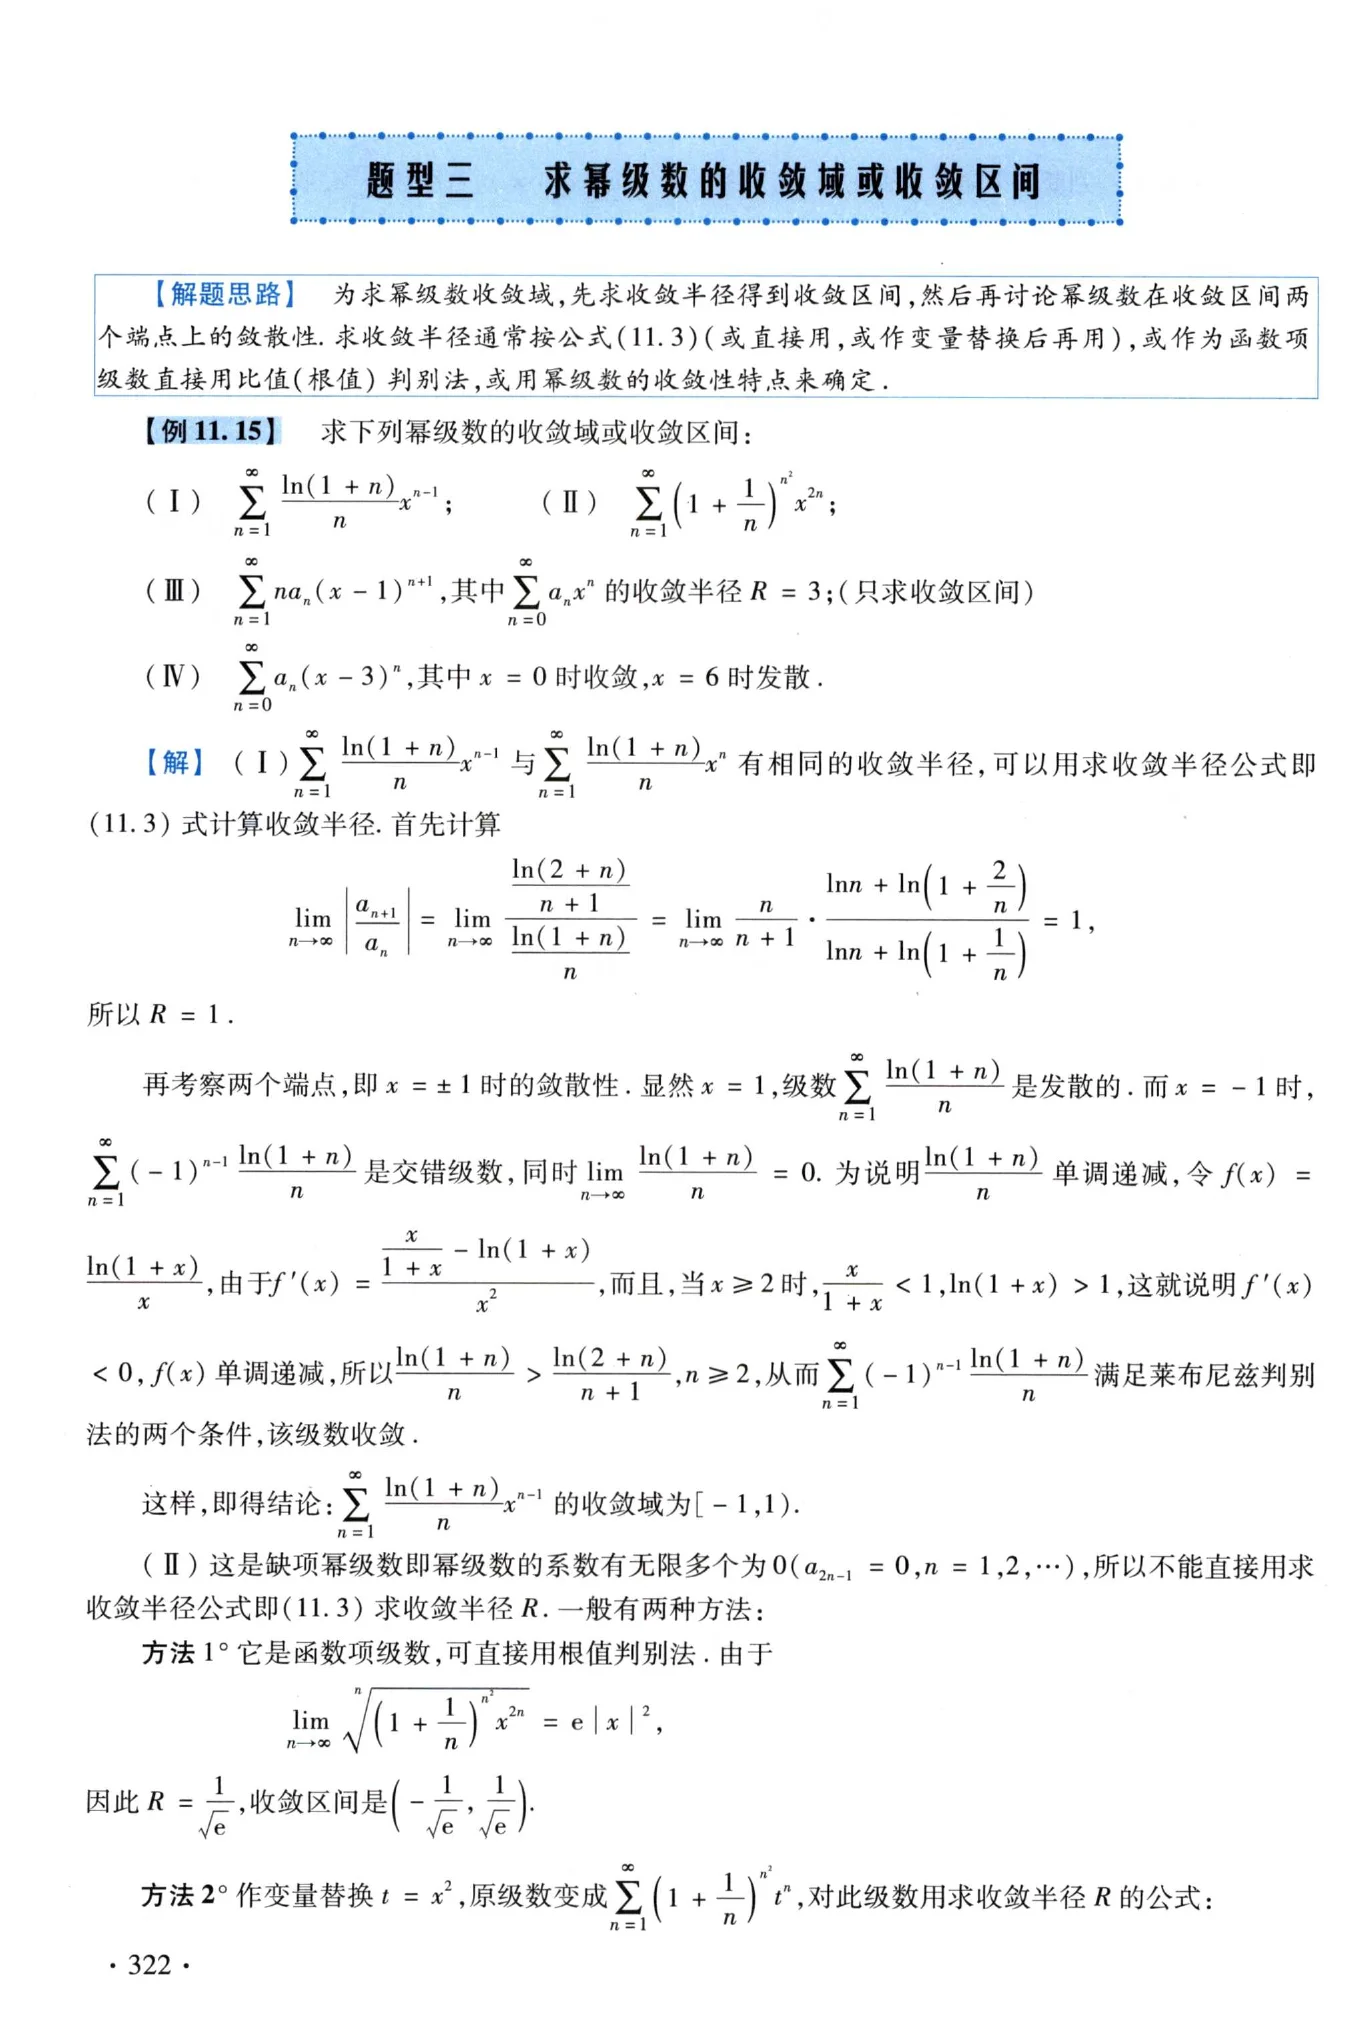 题型三 求幂级数的收敛域或收敛区间
【解题思路】 为求幂级数收敛域,先求收敛半径得到收敛区间,然后再讨论幂级数在收敛区间两
个端点上的敛散性. 求收敛半径通常按公式(11.3)(或直接用,或作变量替换后再用),或作为函数项
级数直接用比值(根值)判别法,或用幂级数的收敛性特点来确定.
【例 11.15】 求下列幂级数的收敛域或收敛区间:
(Ⅰ) $\sum_{n=1}^{\infty}\frac{\ln(1+n)}{n}x^{n-1}$; (Ⅱ) $\sum_{n=1}^{\infty}\left(1+\frac{1}{n}\right)^{n^2}x^{2n}$;
(Ⅲ) $\sum_{n=1}^{\infty}na_n(x-1)^{n+1}$,其中$\sum_{n=0}^{\infty}a_nx^n$ 的收敛半径 $R=3$;(只求收敛区间)
(Ⅳ) $\sum_{n=0}^{\infty}a_n(x-3)^n$,其中 $x=0$ 时收敛,$x=6$ 时发散.
【解】 (Ⅰ)$\sum_{n=1}^{\infty}\frac{\ln(1+n)}{n}x^{n-1}$ 与$\sum_{n=1}^{\infty}\frac{\ln(1+n)}{n}x^n$ 有相同的收敛半径,可以用求收敛半径公式即
(11.3) 式计算收敛半径. 首先计算
$\lim_{n\to\infty}\left|\frac{a_{n+1}}{a_n}\right|=\lim_{n\to\infty}\frac{\frac{\ln(2+n)}{n+1}}{\frac{\ln(1+n)}{n}}=\lim_{n\to\infty}\frac{n}{n+1}\cdot\frac{\ln n+\ln\left(1+\frac{2}{n}\right)}{\ln n+\ln\left(1+\frac{1}{n}\right)}=1$,
所以 $R=1$.
再考察两个端点,即 $x=\pm1$ 时的敛散性. 显然 $x=1$,级数$\sum_{n=1}^{\infty}\frac{\ln(1+n)}{n}$ 是发散的. 而 $x=-1$ 时,
$\sum_{n=1}^{\infty}(-1)^{n-1}\frac{\ln(1+n)}{n}$ 是交错级数,同时 $\lim_{n\to\infty}\frac{\ln(1+n)}{n}=0$. 为说明$\frac{\ln(1+n)}{n}$ 单调递减,令 $f(x)=$
$\frac{\ln(1+x)}{x}$,由于$f'(x)=\frac{\frac{x}{1+x}-\ln(1+x)}{x^2}$,而且,当 $x\geq2$ 时,$\frac{x}{1+x}<1$,$\ln(1+x)>1$,这就说明 $f'(x)$
$<0$,$f(x)$ 单调递减,所以$\frac{\ln(1+n)}{n}>\frac{\ln(2+n)}{n+1}$,$n\geq2$,从而$\sum_{n=1}^{\infty}(-1)^{n-1}\frac{\ln(1+n)}{n}$ 满足莱布尼兹判别
法的两个条件,该级数收敛.
这样,即得结论:$\sum_{n=1}^{\infty}\frac{\ln(1+n)}{n}x^{n-1}$ 的收敛域为$[-1,1)$.
(Ⅱ) 这是缺项幂级数即幂级数的系数有无限多个为 0($a_{2n-1}=0,n=1,2,\cdots$),所以不能直接用求
收敛半径公式即(11.3) 求收敛半径 $R$. 一般有两种方法:
方法 1° 它是函数项级数,可直接用根值判别法. 由于
$\lim_{n\to\infty}\sqrt[n]{\left(1+\frac{1}{n}\right)^{n^2}x^{2n}}=e|x|^2$,
因此 $R=\frac{1}{\sqrt{e}}$,收敛区间是$\left(-\frac{1}{\sqrt{e}},\frac{1}{\sqrt{e}}\right)$.
方法 2° 作变量替换 $t=x^2$,原级数变成$\sum_{n=1}^{\infty}\left(1+\frac{1}{n}\right)^{n^2}t^n$,对此级数用求收敛半径 $R$ 的公式:
· 322 ·